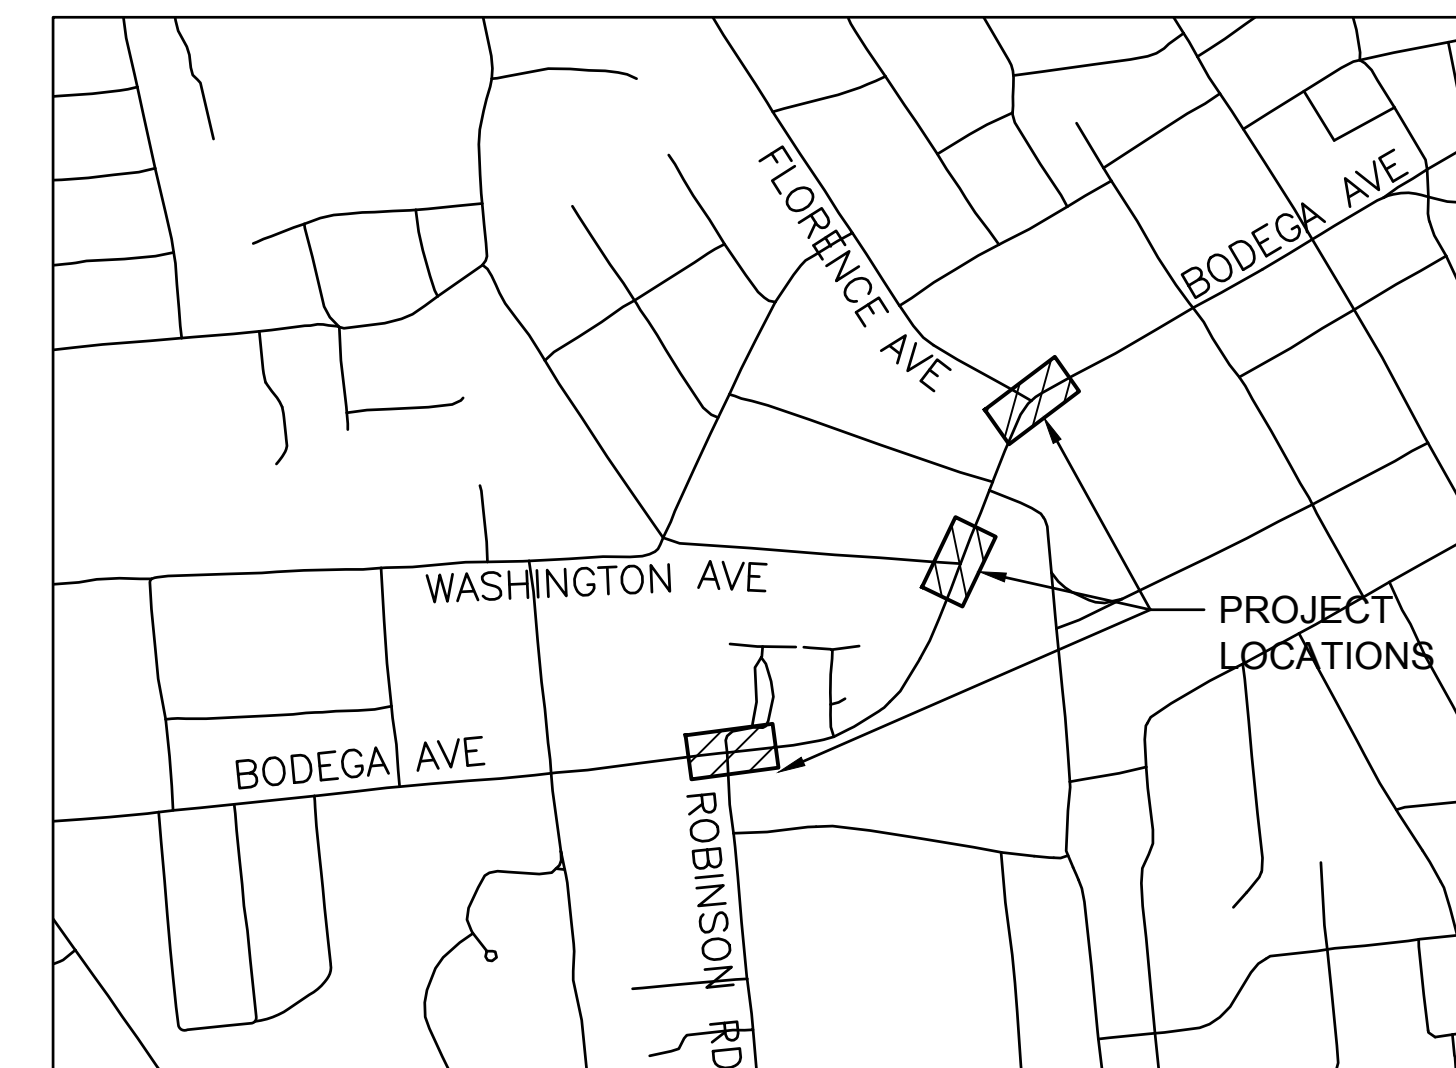 FLORENCE AVE
BODEGA AVE
WASHINGTON AVE
PROJECT
LOCATIONS
BODEGA AVE
ROBINSON RD